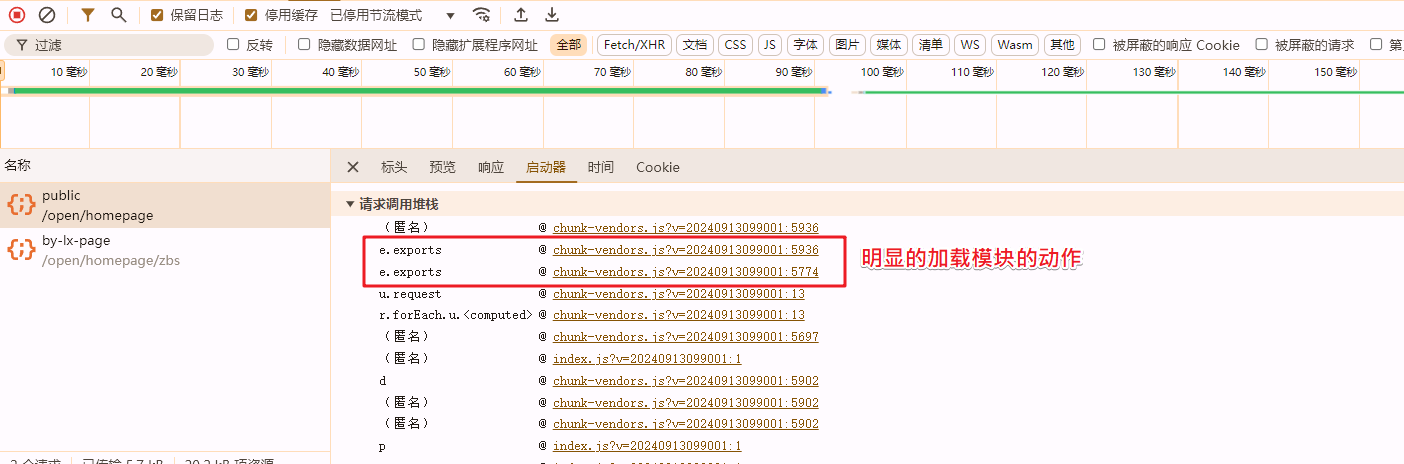 保留日志 停用缓存 已停用节流模式
过滤 反转 隐藏数据网址 隐藏扩展程序网址 全部 Fetch/XHR 文档 CSS JS 字体 图片 媒体 清单 WS Wasm 其他 被屏蔽的响应 Cookie 被屏蔽的请求 第
10 毫秒 20 毫秒 30 毫秒 40 毫秒 50 毫秒 60 毫秒 70 毫秒 80 毫秒 90 毫秒 100 毫秒 110 毫秒 120 毫秒 130 毫秒 140 毫秒 150 毫秒
名称
public
/open/homepage
by-lx-page
/open/homepage/zbs
标头 预览 响应 启动器 时间 Cookie
请求调用堆栈
（匿名） @ chunk-vendors.js?v=20240913099001:5936
e.exports @ chunk-vendors.js?v=20240913099001:5936
e.exports @ chunk-vendors.js?v=20240913099001:5774
明显的加载模块的动作
u.request @ chunk-vendors.js?v=20240913099001:13
r.forEach.u.<computed> @ chunk-vendors.js?v=20240913099001:13
（匿名） @ chunk-vendors.js?v=20240913099001:5697
（匿名） @ index.js?v=20240913099001:1
d @ chunk-vendors.js?v=20240913099001:5902
（匿名） @ chunk-vendors.js?v=20240913099001:5902
（匿名） @ chunk-vendors.js?v=20240913099001:5902
p @ index.js?v=20240913099001:1